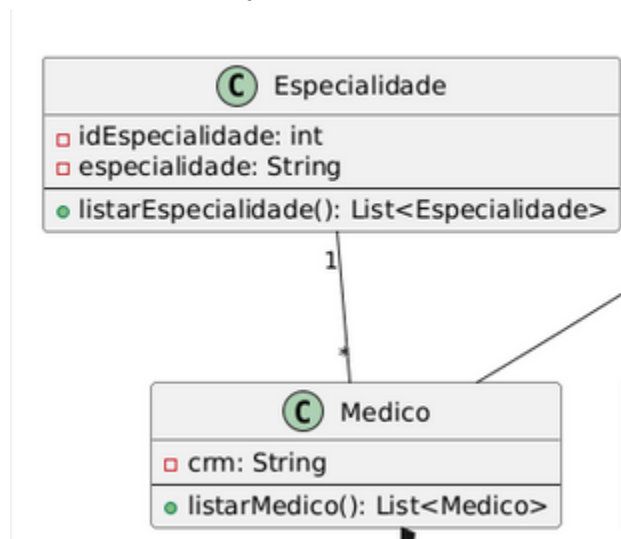 C Especialidade
idEspecialidade: int
especialidade: String
listarEspecialidade(): List<Especialidade>
1
*
C Medico
crm: String
listarMedico(): List<Medico>